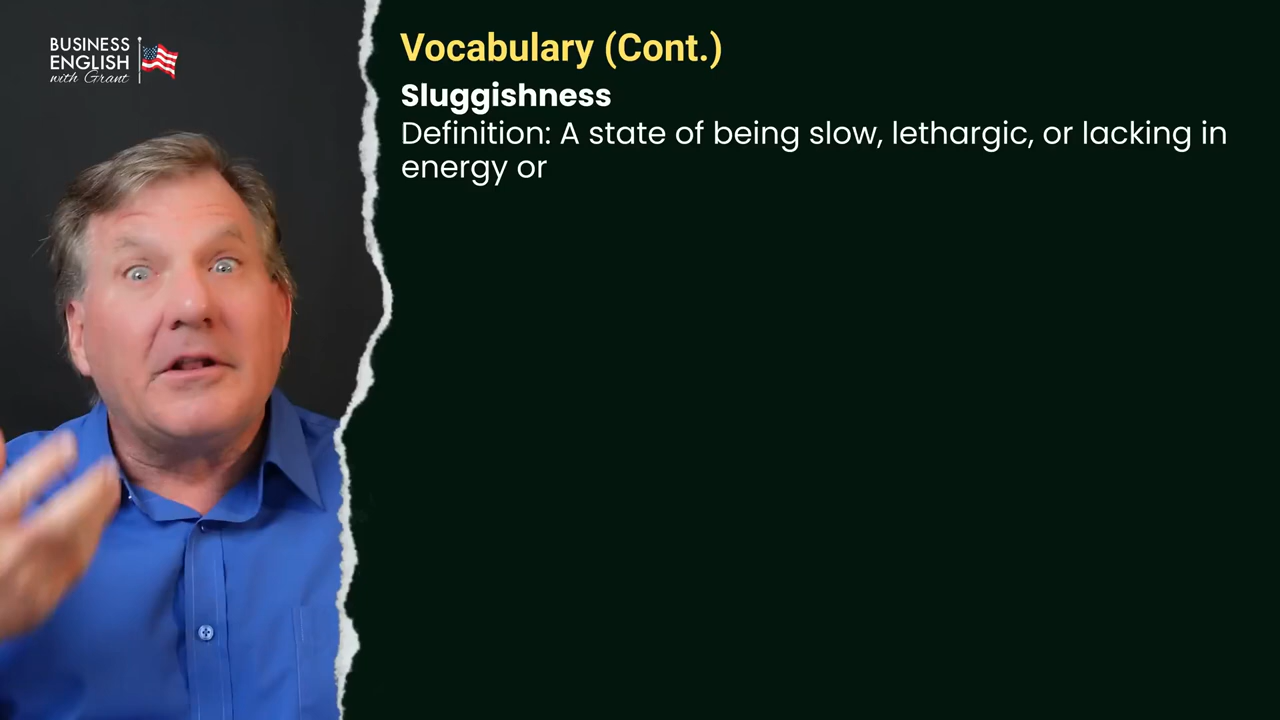 BUSINESS
ENGLISH
with Grant
Vocabulary (Cont.)
Sluggishness
Definition: A state of being slow, lethargic, or lacking in
energy or